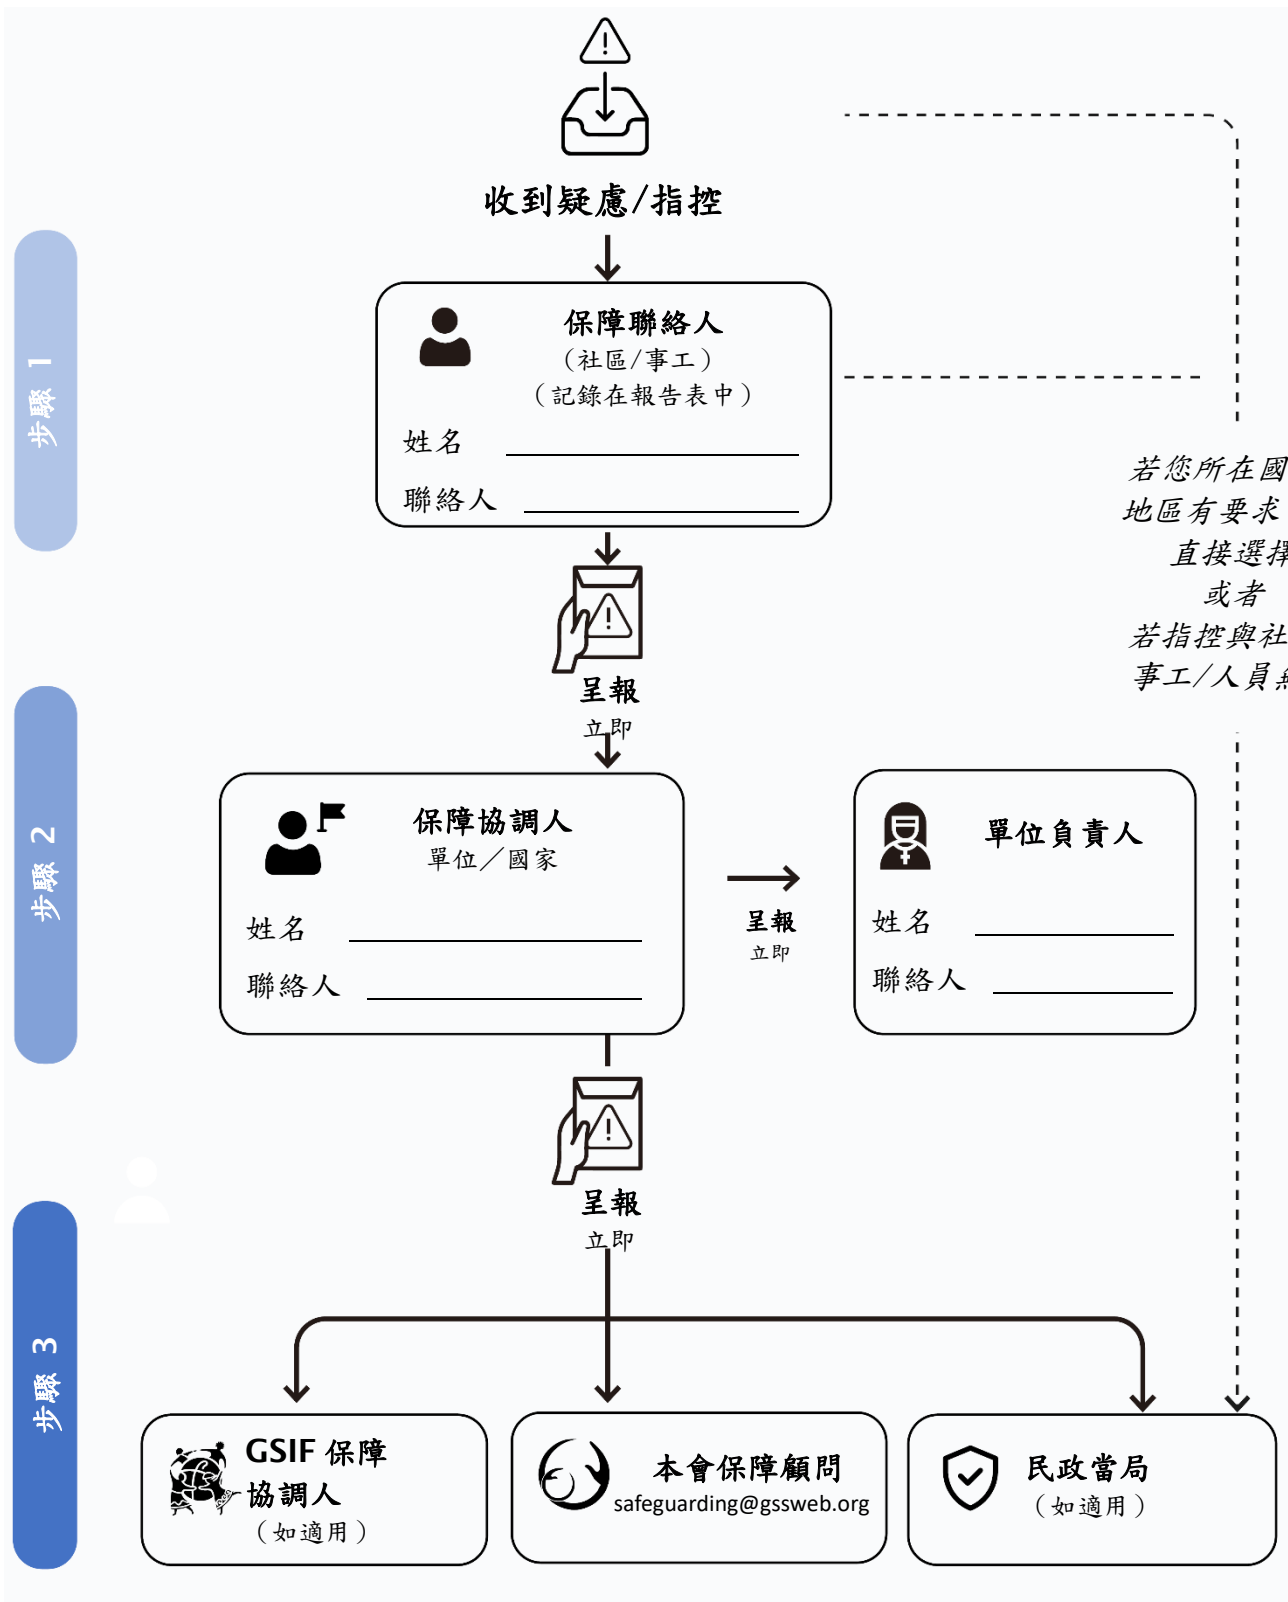 收到疑慮/指控
步驟 1
保障聯絡人
（社區/事工）
（記錄在報告表中）
姓名
聯絡人
若您所在國
地區有要求
直接選擇
或者
若指控與社
事工/人員
呈報
立即
步驟 2
保障協調人
單位／國家
姓名
聯絡人
呈報
立即
單位負責人
姓名
聯絡人
呈報
立即
步驟 3
GSIF 保障
協調人
（如適用）
本會保障顧問
safeguarding@gssweb.org
民政當局
（如適用）